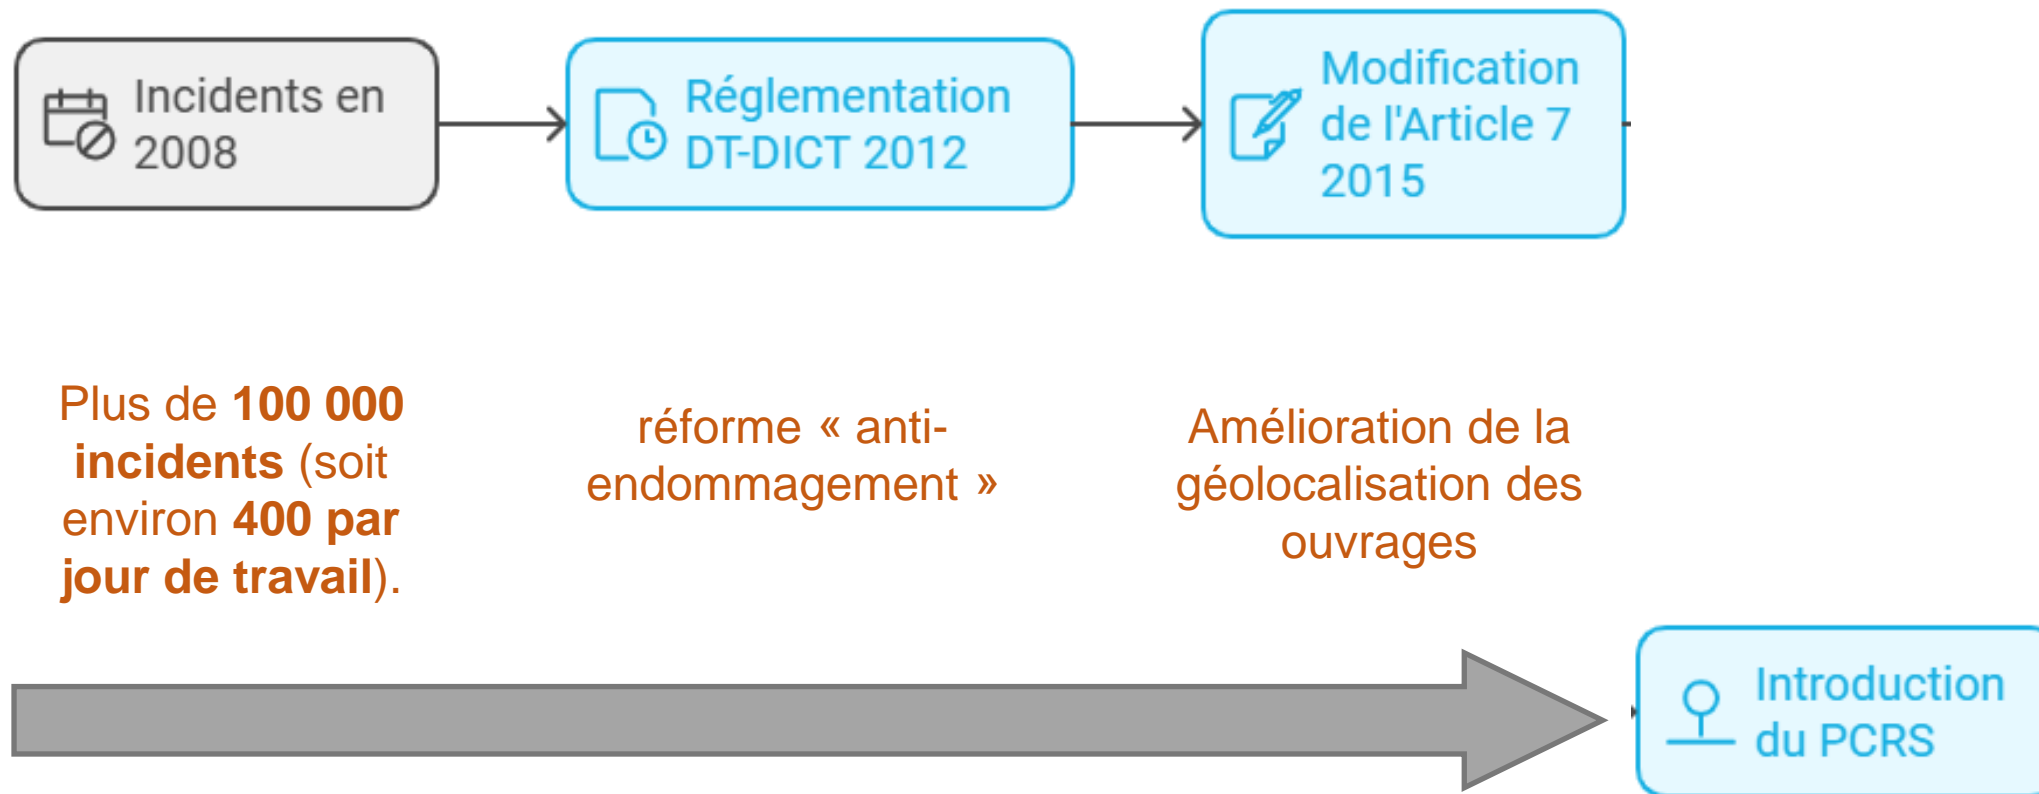 Incidents en
2008
Réglementation
DT-DICT 2012
Modification
de l'Article 7
2015
Plus de 100 000
incidents (soit
environ 400 par
jour de travail).
réforme « anti-
endommagement »
Amélioration de la
géolocalisation des
ouvrages
Introduction
du PCRS